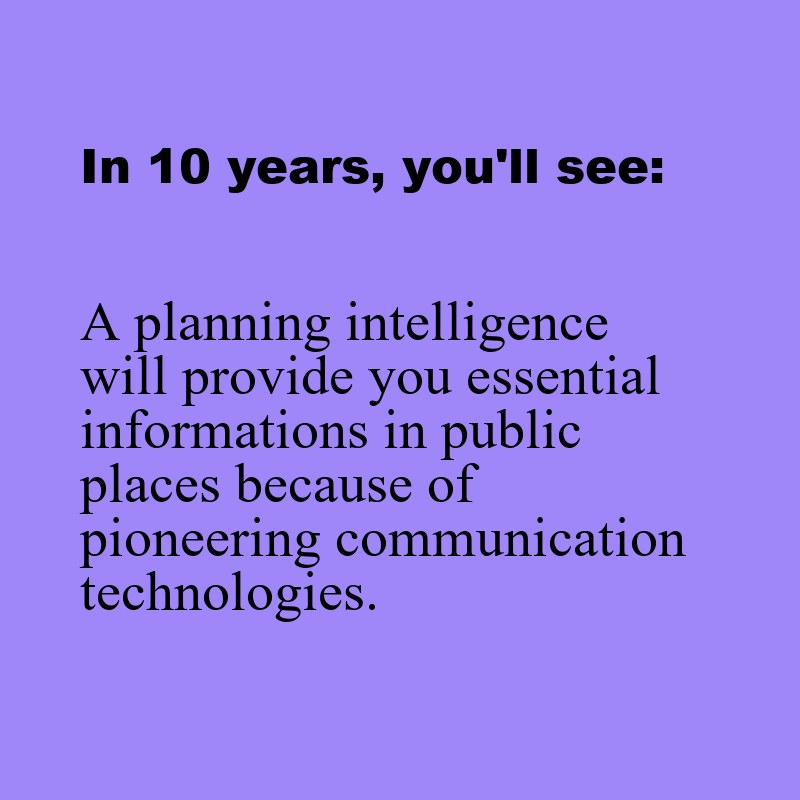 In 10 years, you'll see:
A planning intelligence
will provide you essential
informations in public
places because of
pioneering communication
technologies.